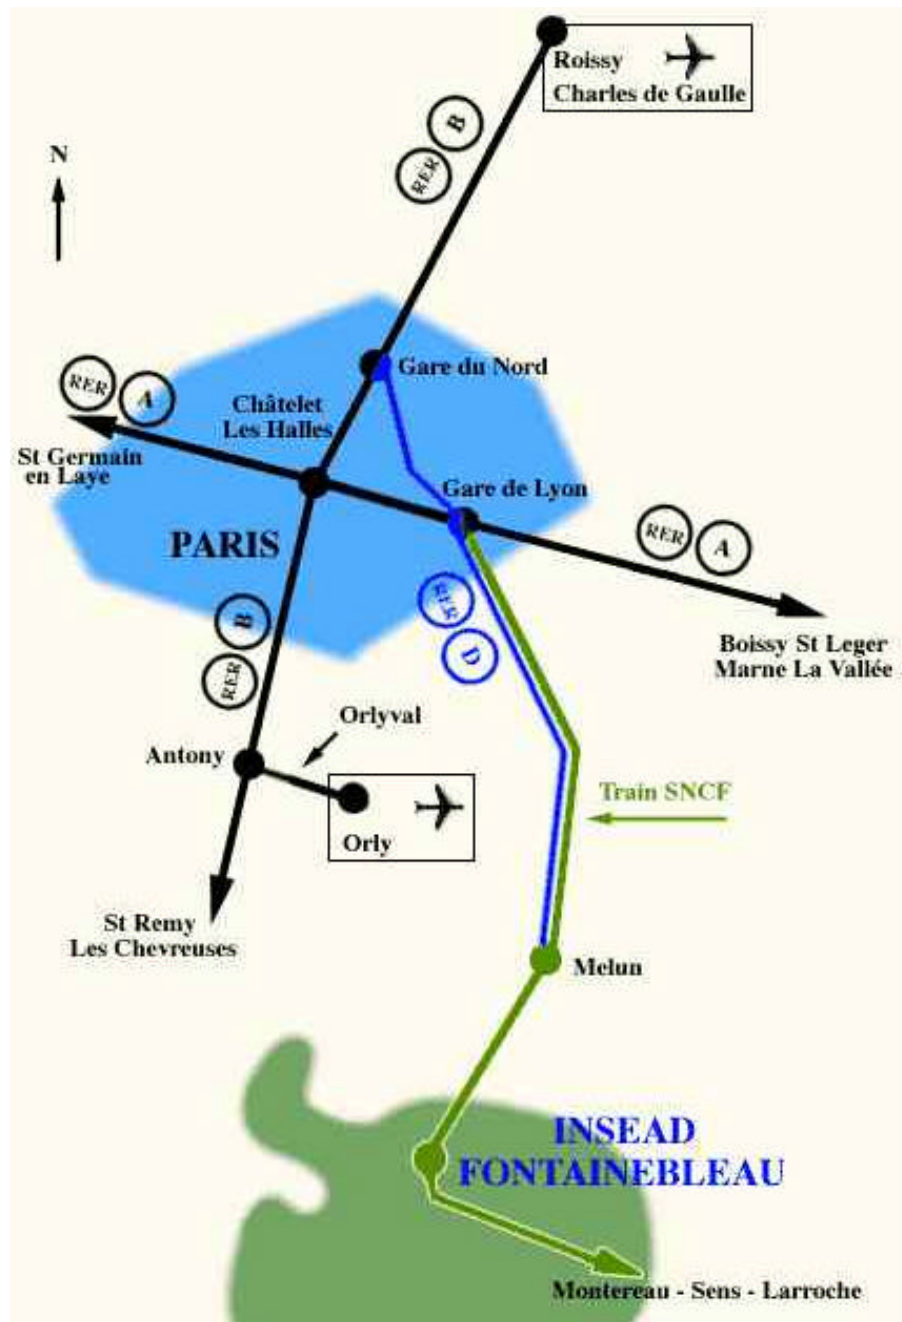 Roissy
Charles de Gaulle
B
RER
N
Gare du Nord
RER A
Châtelet
Les Halles
St Germain
en Laye
Gare de Lyon
PARIS
RER A
RER
D
B
RER
Boissy St Leger
Marne La Vallée
Orlyval
Antony
Train SNCF
Orly
St Remy
Les Chevreuses
Melun
INSEAD
FONTAINEBLEAU
Montereau - Sens - Larroche